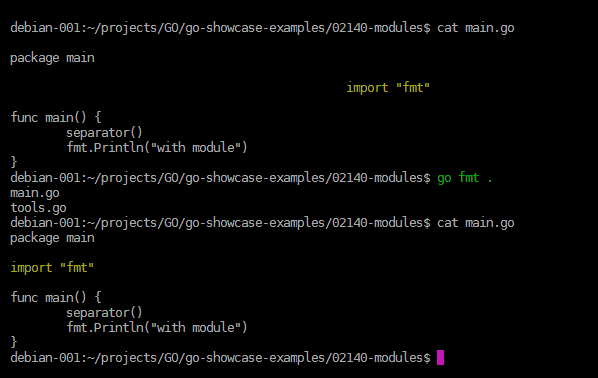 debian-001:~/projects/GO/go-showcase-examples/02140-modules$ cat main.go
package main
import "fmt"
func main() {
separator()
fmt.Println("with module")
}
debian-001:~/projects/GO/go-showcase-examples/02140-modules$ go fmt .
main.go
tools.go
debian-001:~/projects/GO/go-showcase-examples/02140-modules$ cat main.go
package main
import "fmt"
func main() {
separator()
fmt.Println("with module")
}
debian-001:~/projects/GO/go-showcase-examples/02140-modules$